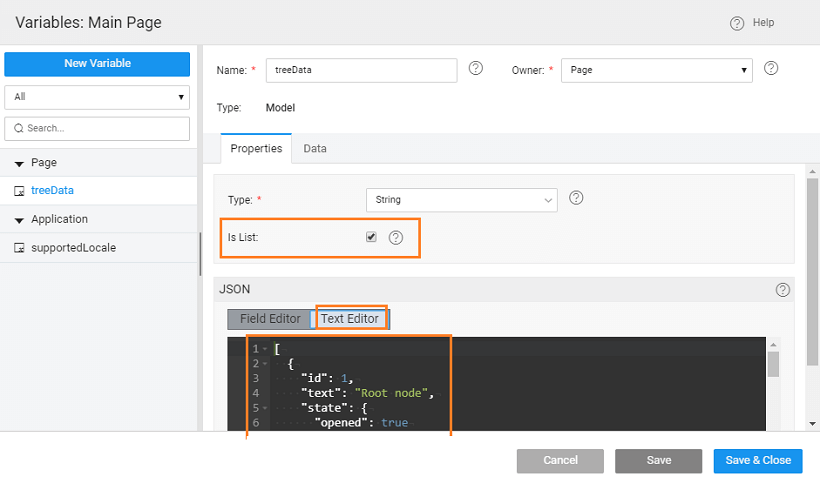 Variables: Main Page
Help
New Variable
All
Search...
Page
treeData
Application
supportedLocale
Name: *
treeData
Owner: *
Page
Type: Model
Properties
Data
Type: *
String
Is List:
JSON
Field Editor
Text Editor
1 [
2 {
3 "id": 1,
4 "text": "Root node",
5 "state": {
6 "opened": true
Cancel
Save
Save & Close